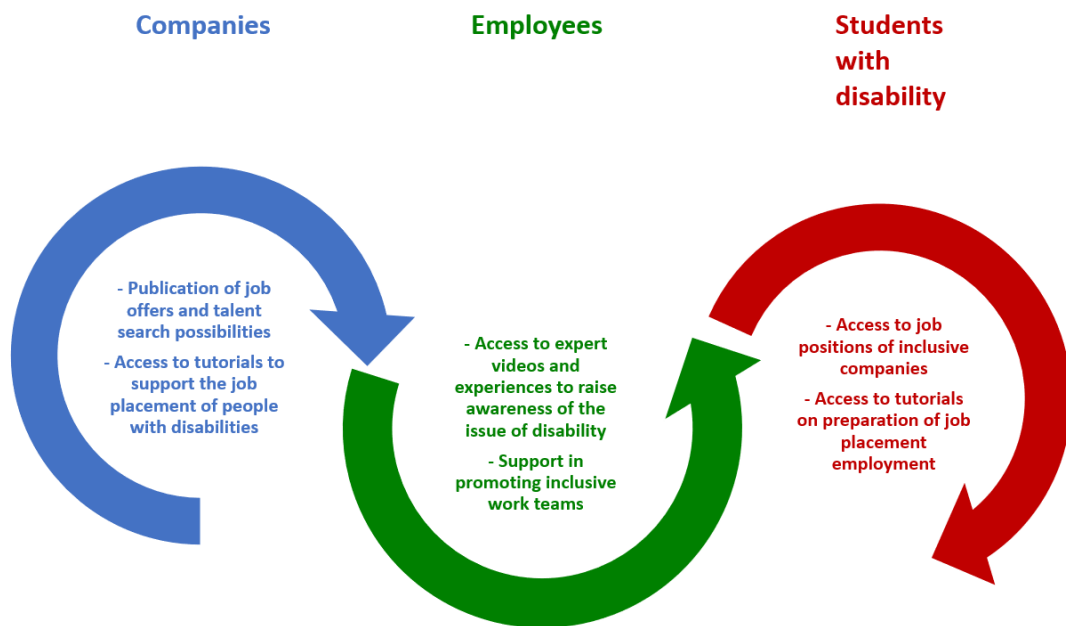 Companies
Employees
Students
with
disability
- Publication of job
offers and talent
search possibilities
- Access to tutorials to
support the job
placement of people
with disabilities
- Access to expert
videos and
experiences to raise
awareness of the
issue of disability
- Support in
promoting inclusive
work teams
- Access to job
positions of inclusive
companies
- Access to tutorials
on preparation of job
placement
employment